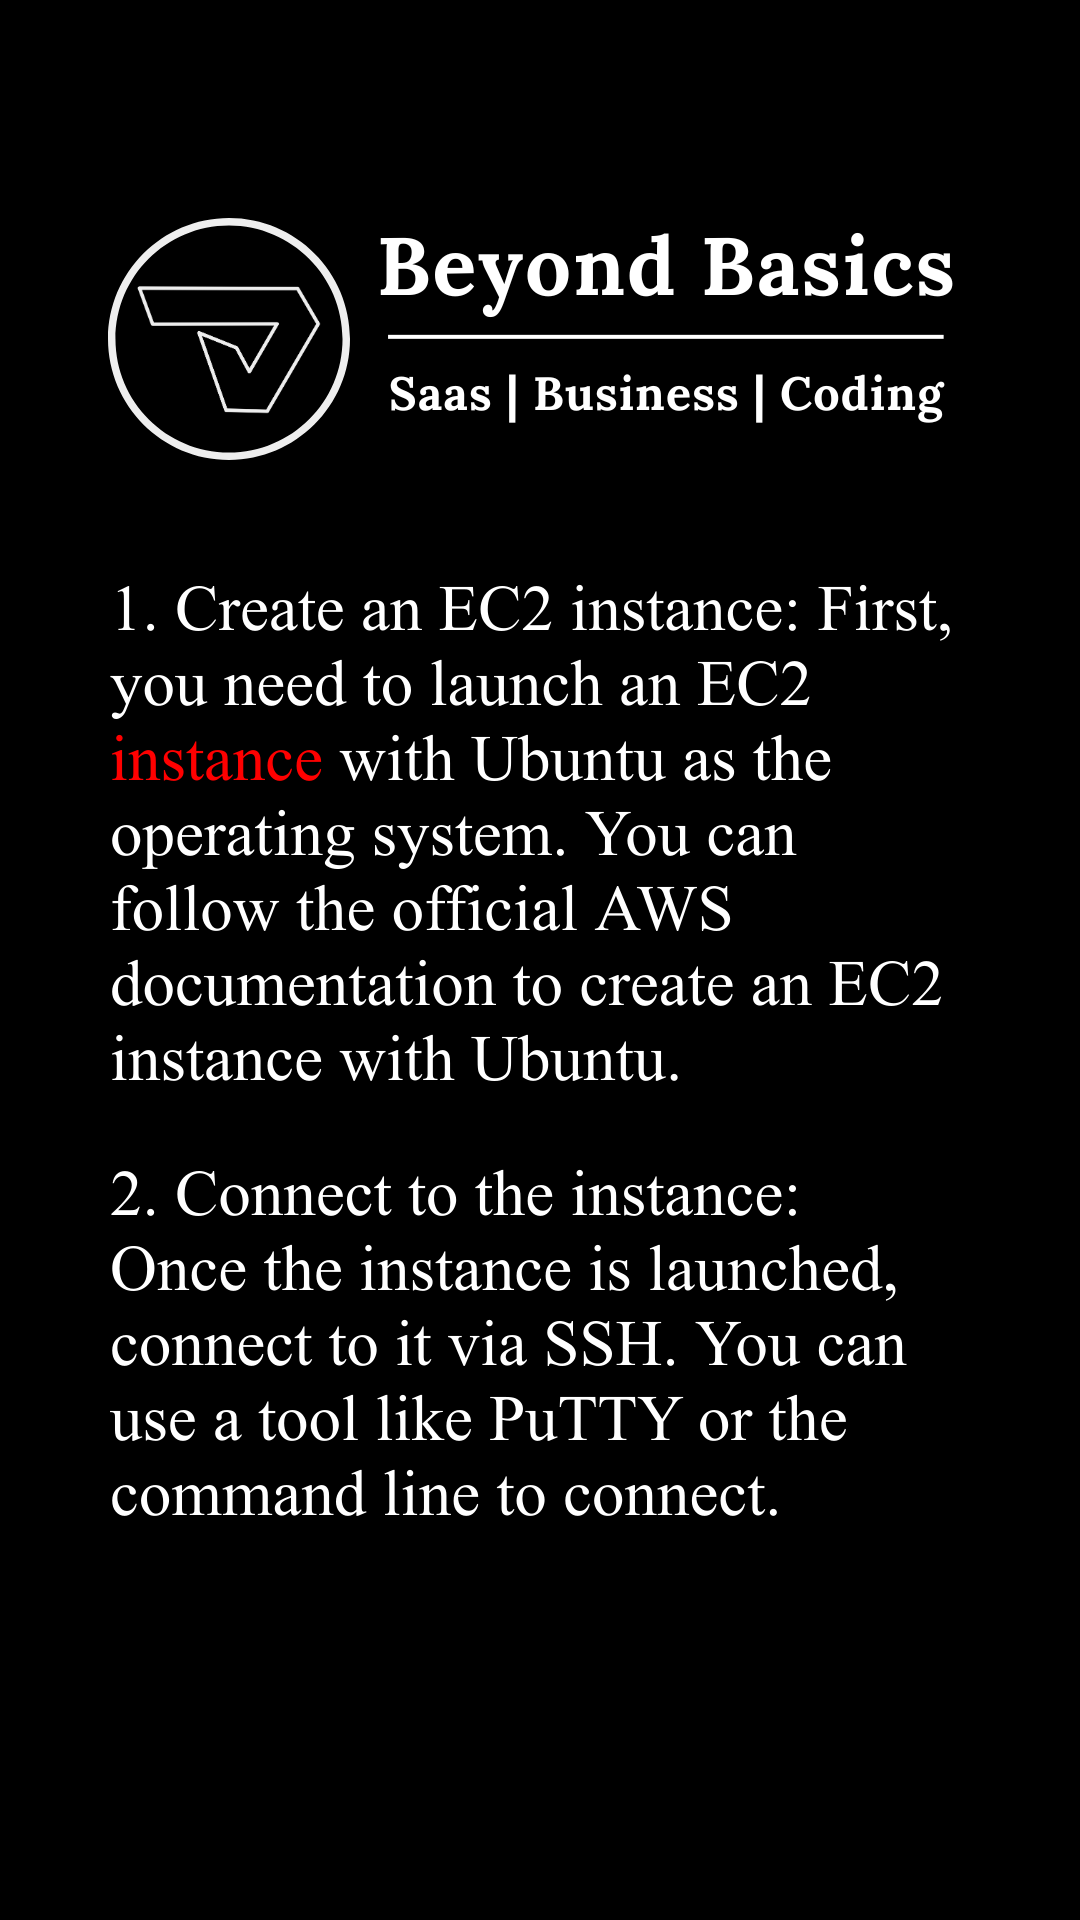 Beyond Basics
Saas | Business | Coding
1. Create an EC2 instance: First,
you need to launch an EC2
instance with Ubuntu as the
operating system. You can
follow the official AWS
documentation to create an EC2
instance with Ubuntu.
2. Connect to the instance:
Once the instance is launched,
connect to it via SSH. You can
use a tool like PuTTY or the
command line to connect.